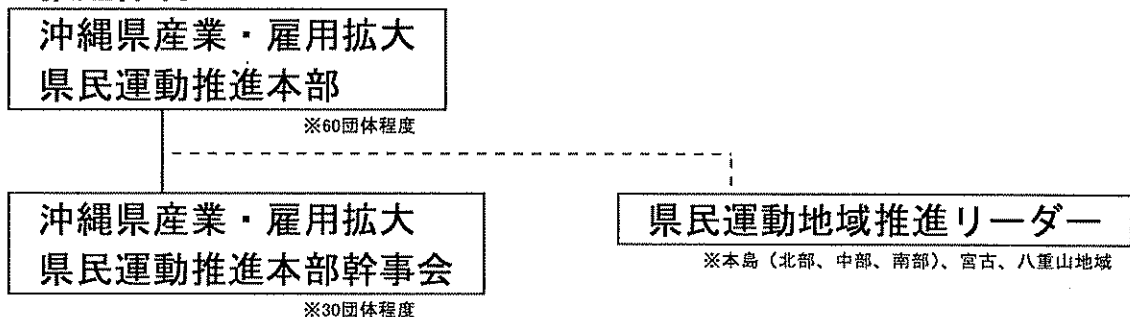 沖縄県産業・雇用拡大
県民運動推進本部
※60団体程度
沖縄県産業・雇用拡大
県民運動推進本部幹事会
※30団体程度
県民運動地域推進リーダー
※本島（北部、中部、南部）、宮古、八重山地域